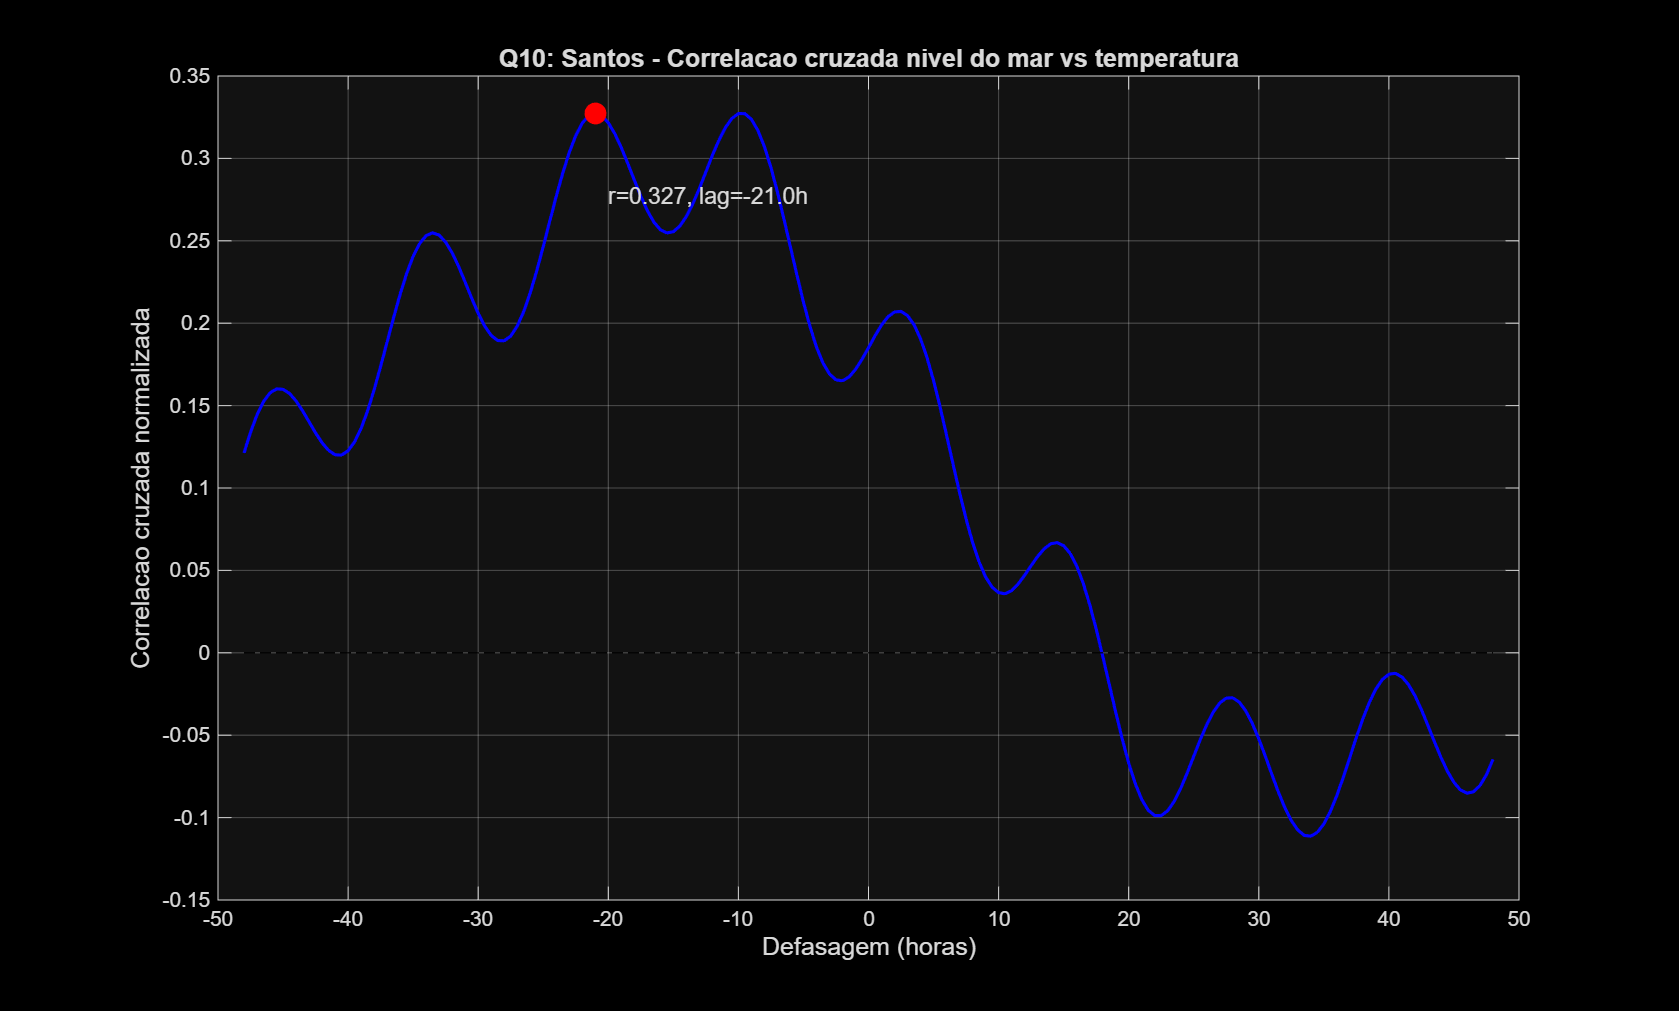 Q10: Santos - Correlacao cruzada nivel do mar vs temperatura
0.35
0.3
0.25
0.2
0.15
0.1
0.05
0
-0.05
-0.1
-0.15
Correlacao cruzada normalizada
r=0.327, lag=-21.0h
-50 -40 -30 -20 -10 0 10 20 30 40 50
Defasagem (horas)